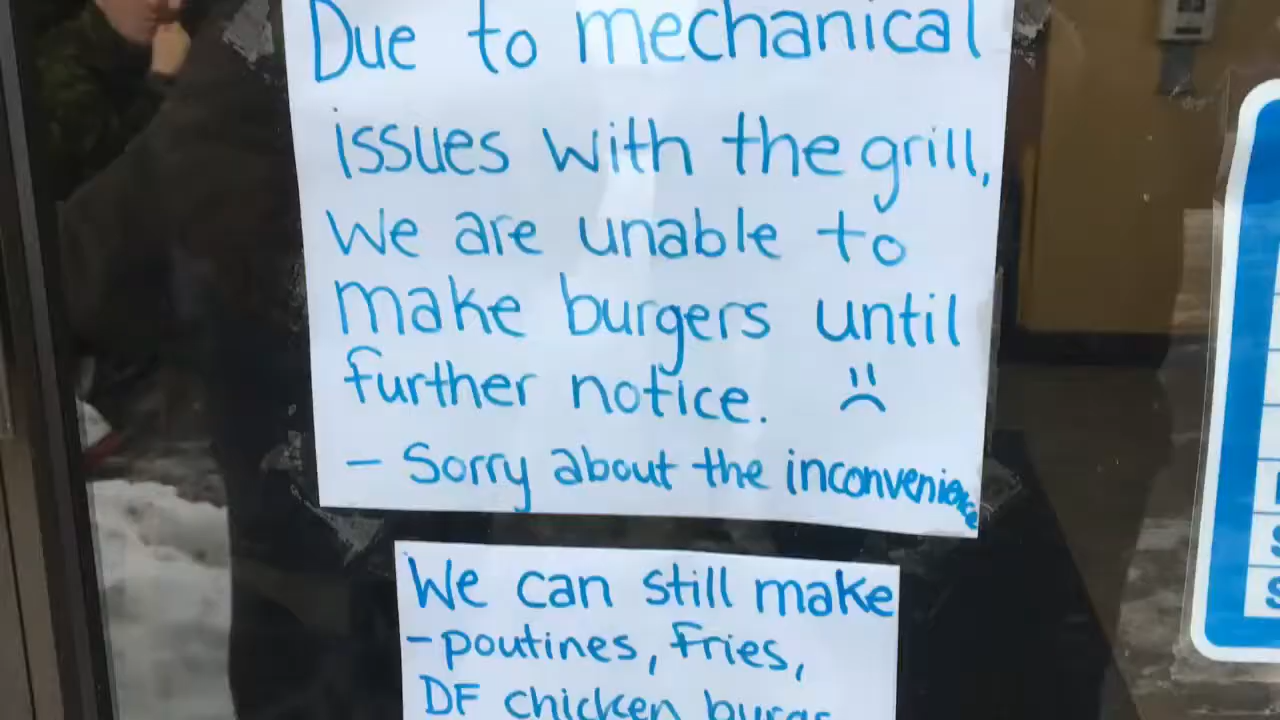 Due to mechanical
issues with the grill,
we are unable to
make burgers until
further notice. :(
- Sorry about the inconvenience
We can still make
- poutines, fries,
DF chicken